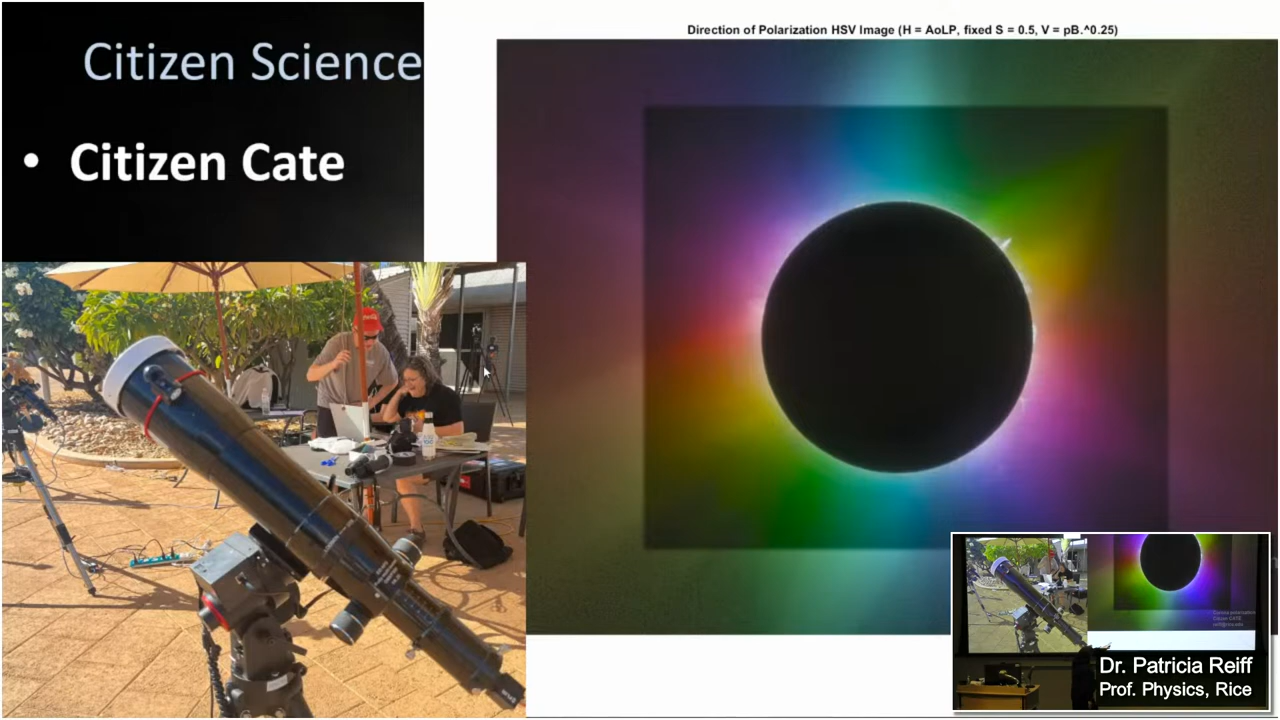 Citizen Science
• Citizen Cate
Direction of Polarization HSV Image (H = AoLP, fixed S = 0.5, V = pB.^0.25)
Dr. Patricia Reiff
Prof. Physics, Rice